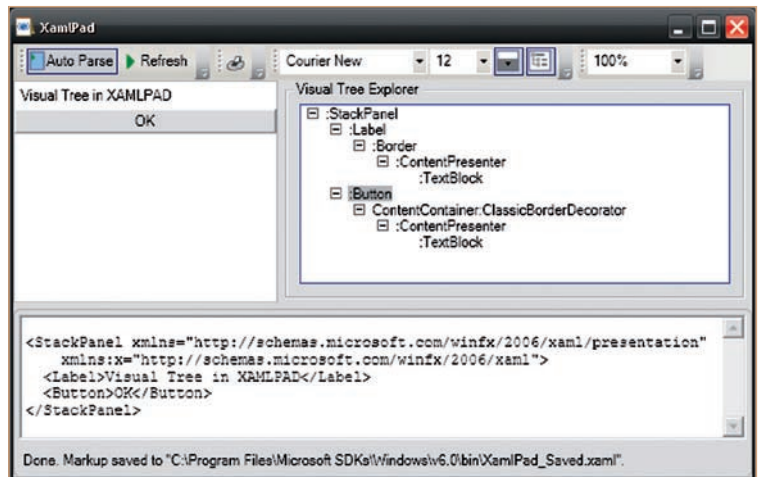 XamlPad
Auto Parse Refresh Courier New 12 100%
Visual Tree in XAMLPAD
OK
Visual Tree Explorer
:StackPanel
:Label
:Border
:ContentPresenter
:TextBlock
:Button
ContentContainer:ClassicBorderDecorator
:ContentPresenter
:TextBlock
<StackPanel xmlns="http://schemas.microsoft.com/winfx/2006/xaml/presentation"
xmlns:x="http://schemas.microsoft.com/winfx/2006/xaml">
<Label>Visual Tree in XAMLPAD</Label>
<Button>OK</Button>
</StackPanel>
Done. Markup saved to "C:\Program Files\Microsoft SDKs\Windows\v6.0\bin\XamlPad_Saved.xaml".